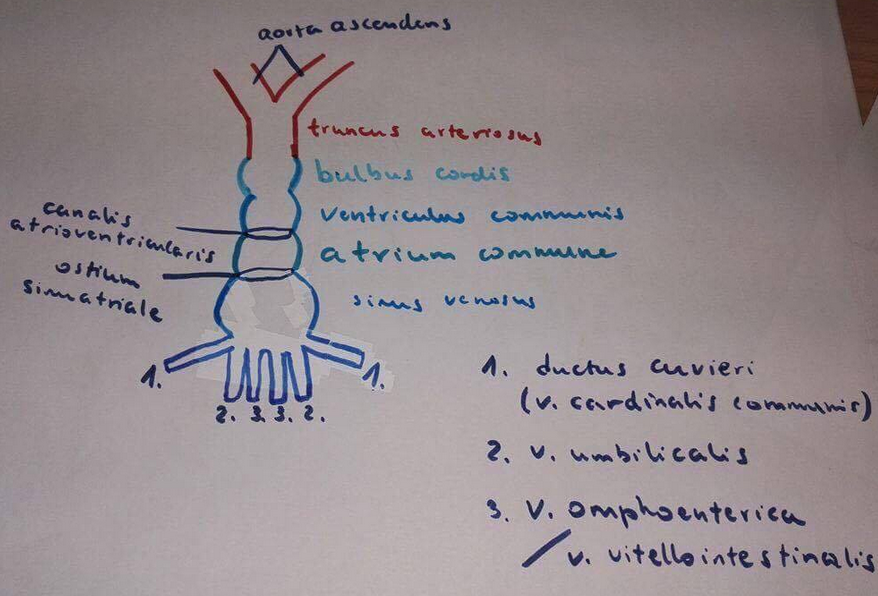 aorta ascendens
truncus arteriosus
bulbus cordis
ventriculus communis
canalis
atrioventricularis
atrium commune
ostium
sinuatriale
sinus venosus
1.
1.
2. 3. 3. 2.
1. ductus cuvieri
(v. cardinalis communis)
2. v. umbilicalis
3. v. omphoenterica
/ v. vitellointestinalis